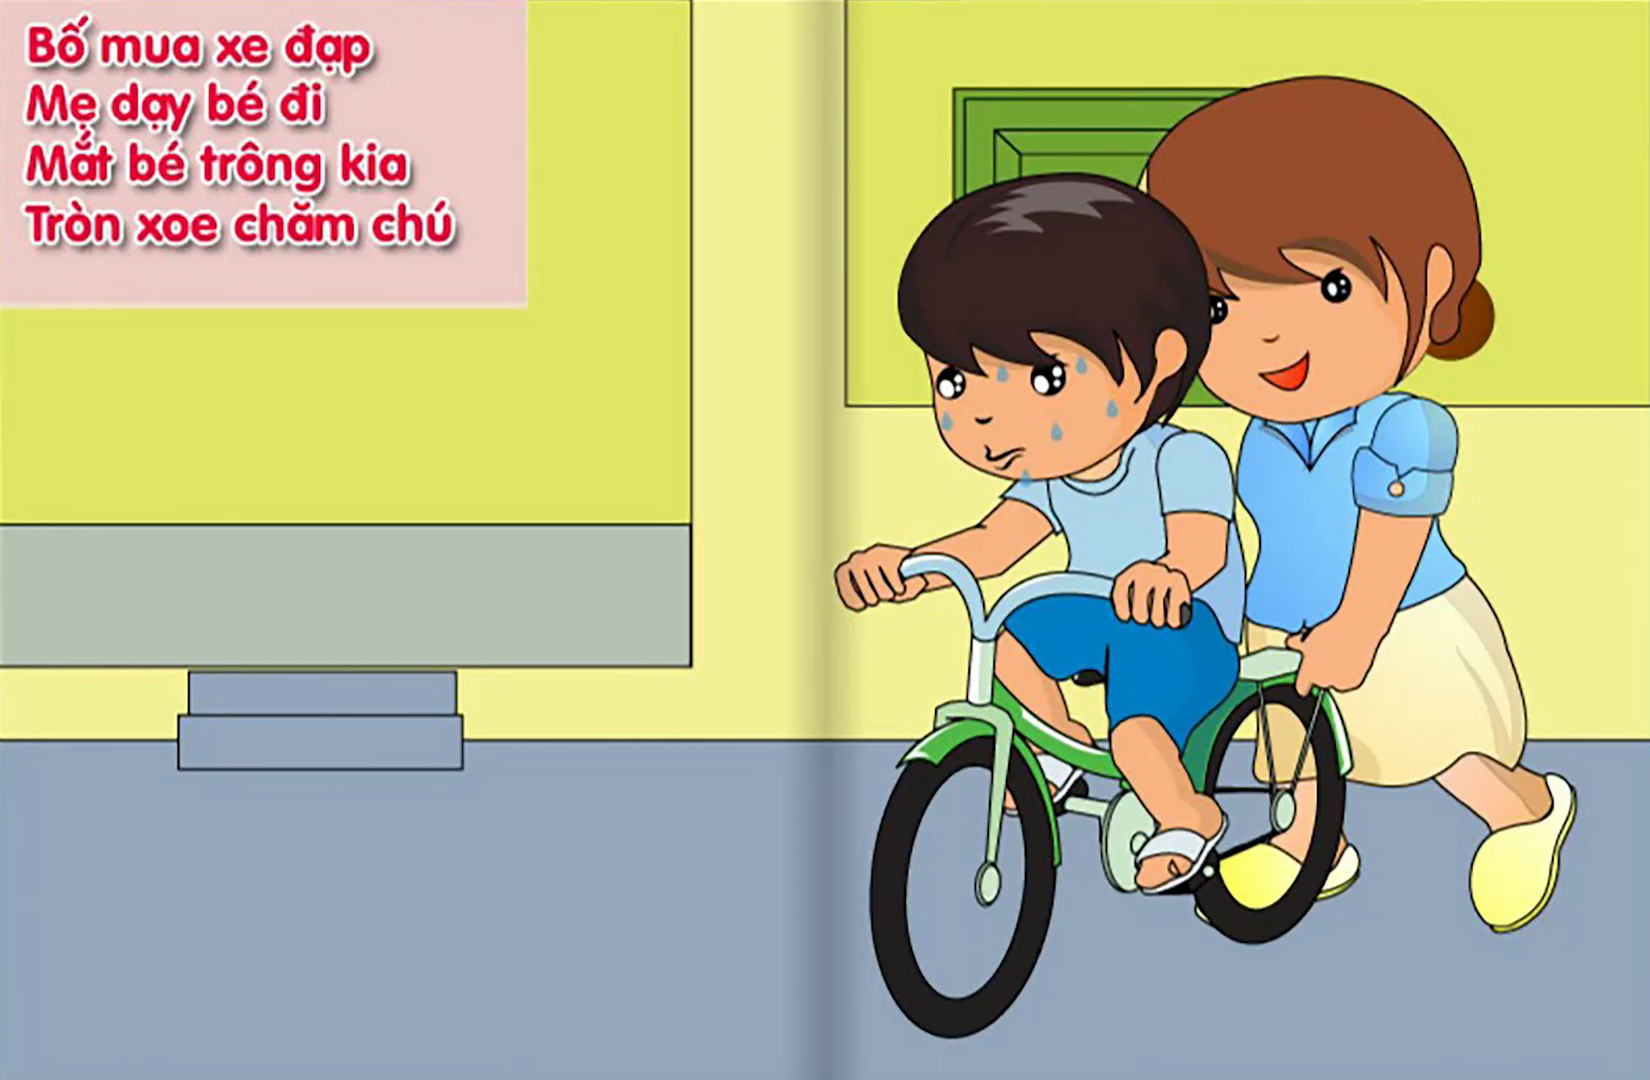 Bố mua xe đạp
Mẹ dạy bé đi
Mắt bé trông kia
Tròn xoe chăm chú